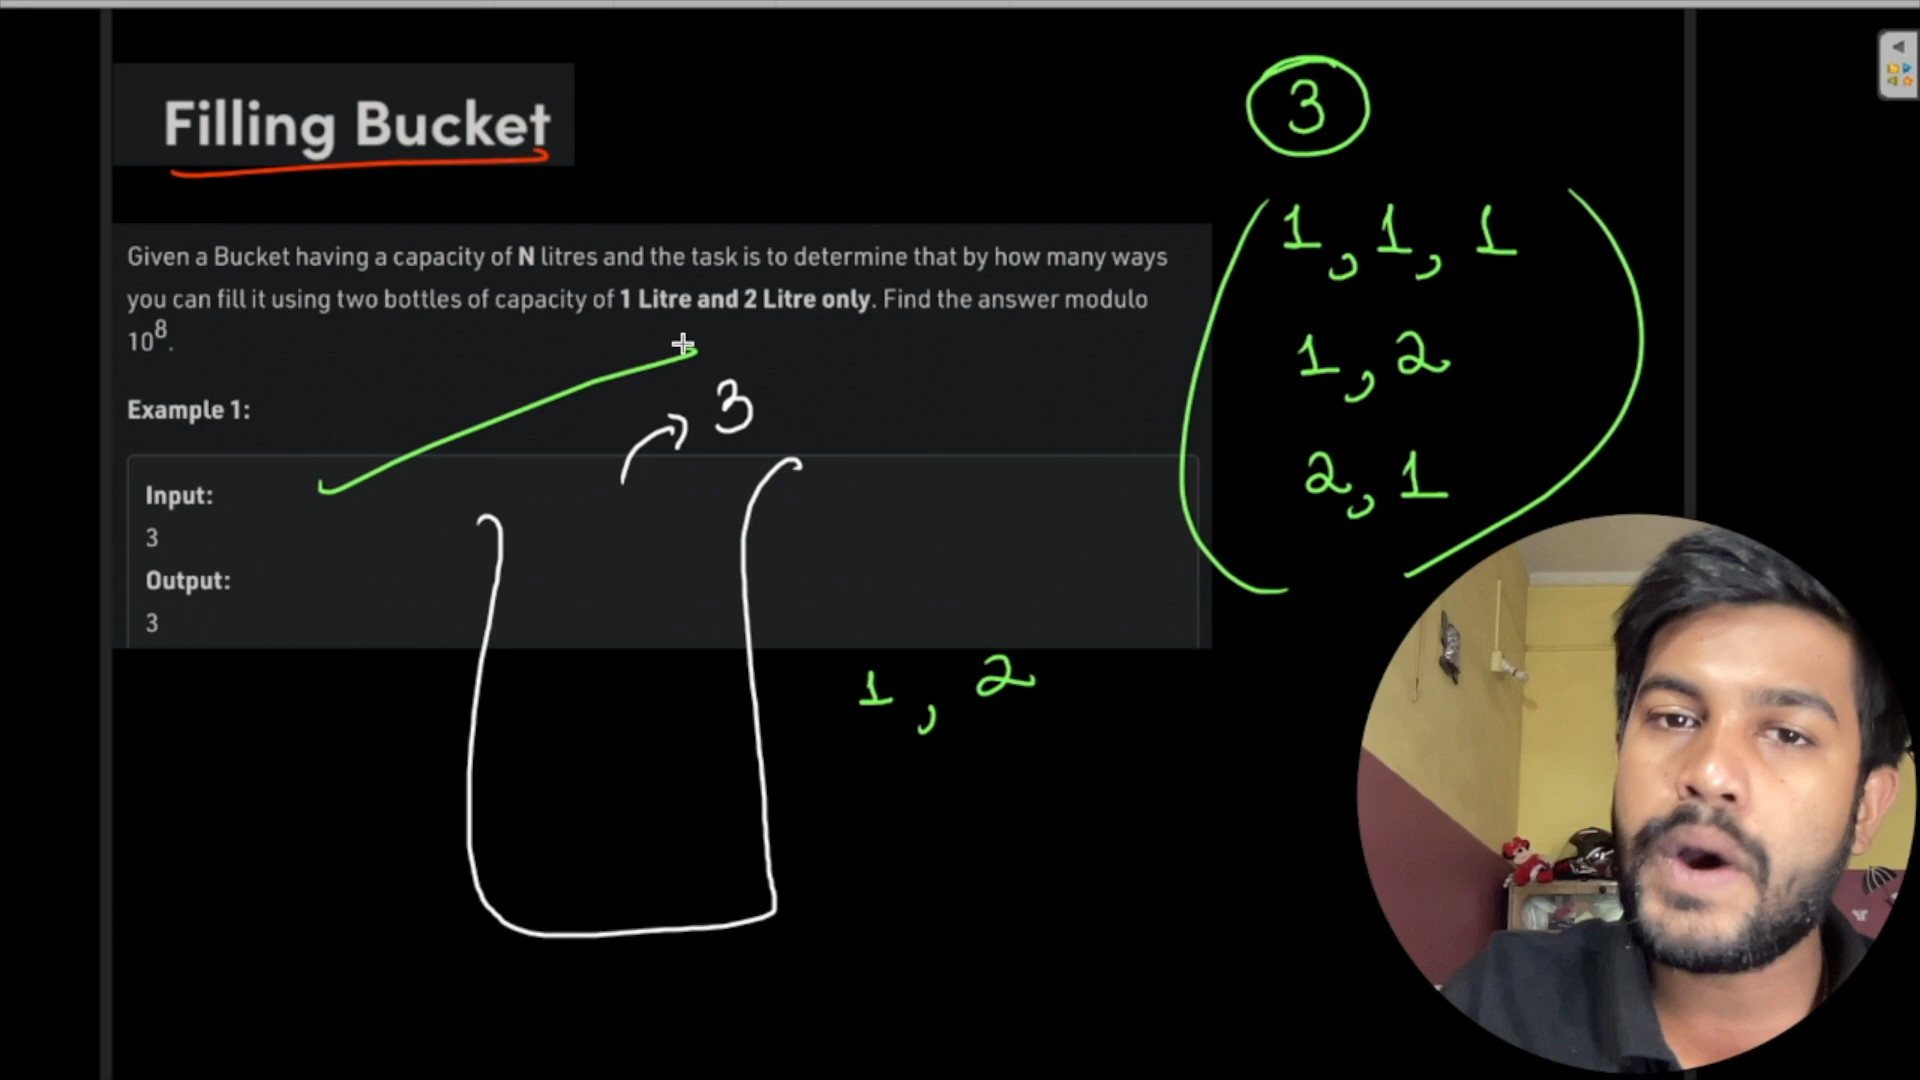 Filling Bucket
Given a Bucket having a capacity of N litres and the task is to determine that by how many ways
you can fill it using two bottles of capacity of 1 Litre and 2 Litre only. Find the answer modulo
10^8.
Example 1:
Input:
3
Output:
3
3
1, 2
3
1, 1, 1
1, 2
2, 1